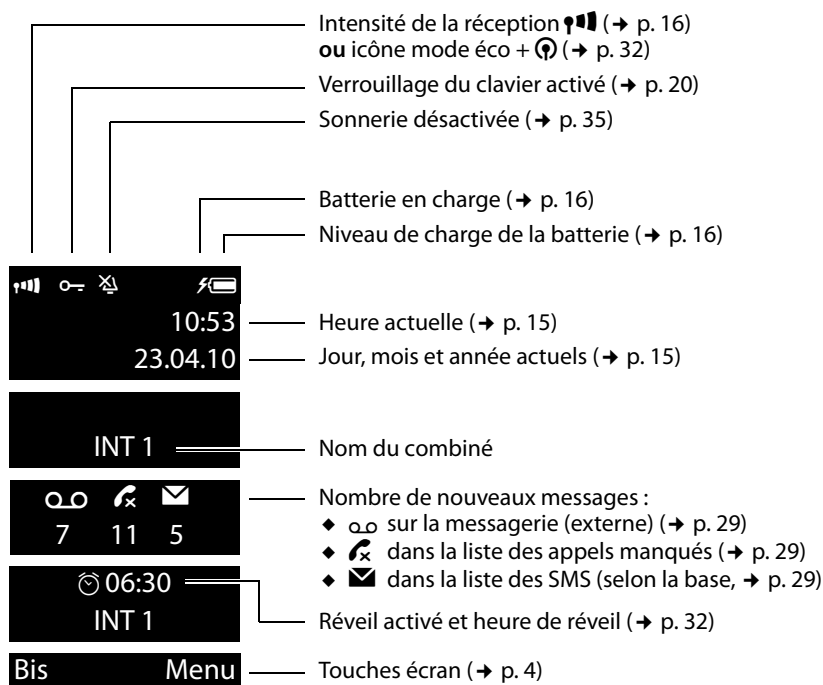 Intensité de la réception (➔ p. 16)
ou icône mode éco + (➔ p. 32)
Verrouillage du clavier activé (➔ p. 20)
Sonnerie désactivée (➔ p. 35)
Batterie en charge (➔ p. 16)
Niveau de charge de la batterie (➔ p. 16)
10:53
Heure actuelle (➔ p. 15)
23.04.10
Jour, mois et année actuels (➔ p. 15)
INT 1
Nom du combiné
Nombre de nouveaux messages :
7 11 5
◆ sur la messagerie (externe) (➔ p. 29)
◆ dans la liste des appels manqués (➔ p. 29)
◆ dans la liste des SMS (selon la base, ➔ p. 29)
06:30
INT 1
Réveil activé et heure de réveil (➔ p. 32)
Bis Menu
Touches écran (➔ p. 4)